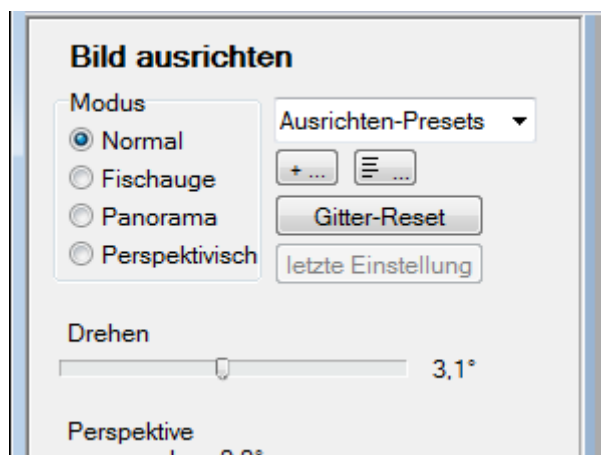 Bild ausrichten
Modus
Normal
Fischauge
Panorama
Perspektivisch
Ausrichten-Presets
+ ...
...
Gitter-Reset
letzte Einstellung
Drehen
3,1°
Perspektive